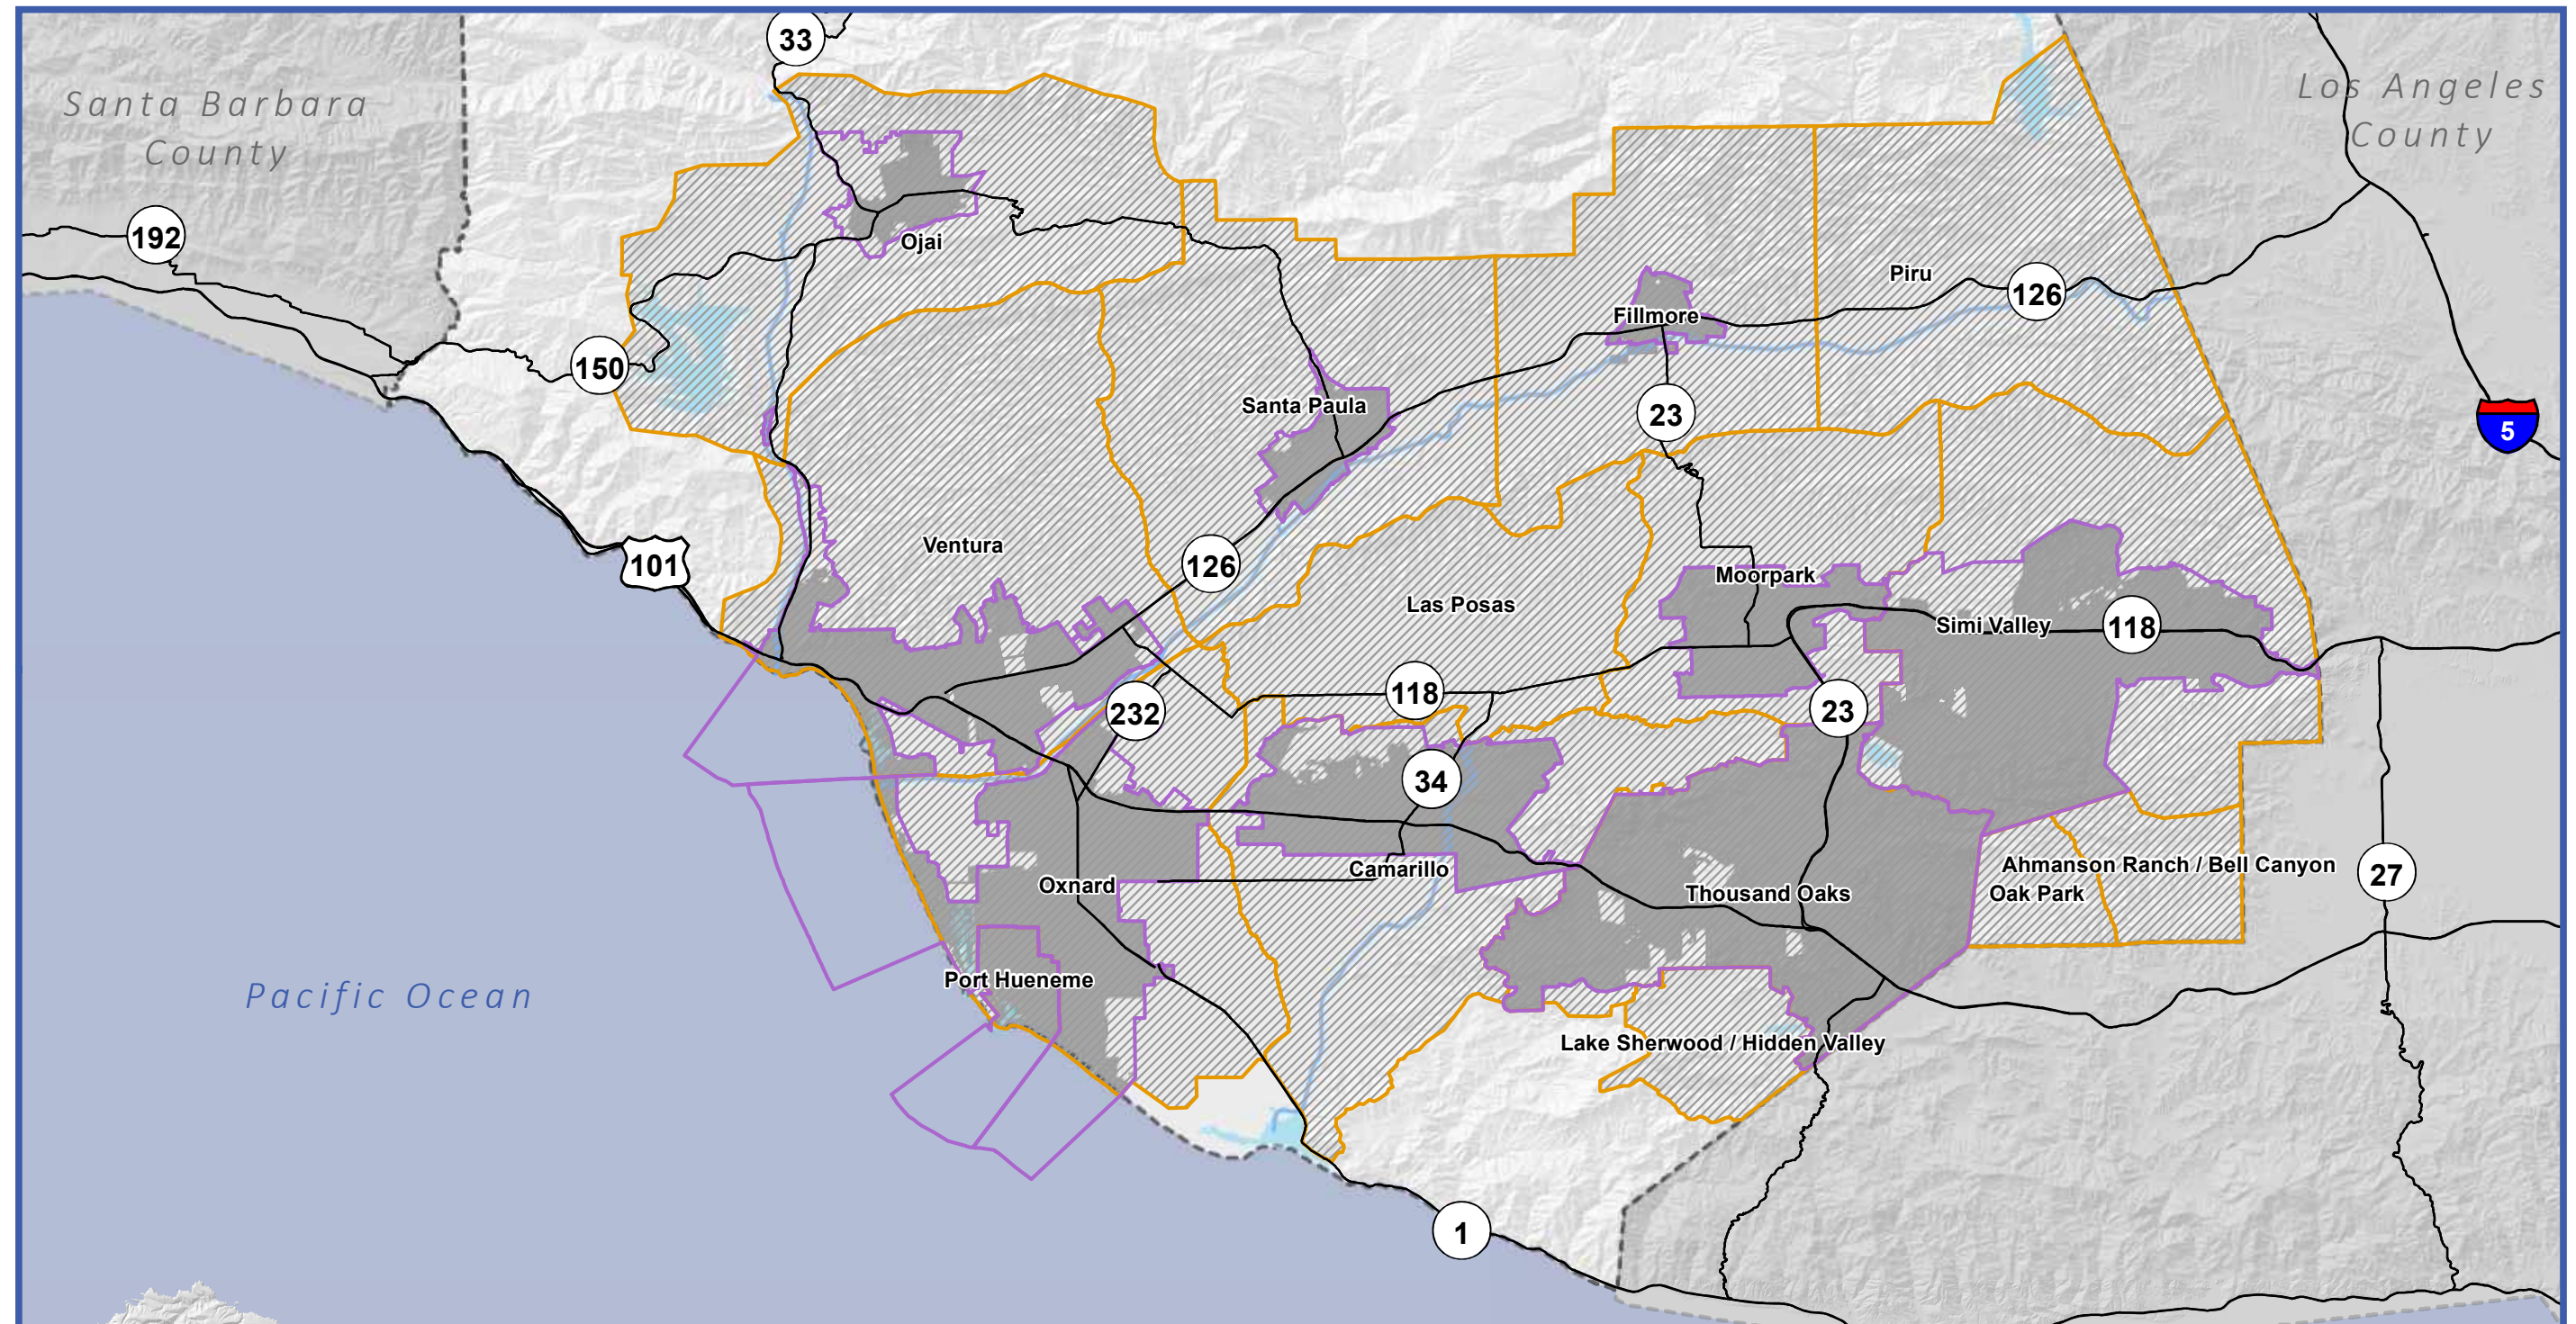 33
Santa Barbara
County
Los Angeles
County
192
Ojai
Piru
126
Fillmore
150
Santa Paula
23
5
Ventura
101
126
Moorpark
Las Posas
Simi Valley
118
118
232
23
34
Camarillo
Ahmanson Ranch / Bell Canyon
27
Oxnard
Thousand Oaks
Oak Park
Port Hueneme
Pacific Ocean
Lake Sherwood / Hidden Valley
1